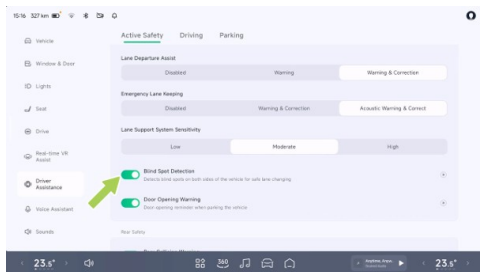 15:16 327 km
Active Safety Driving Parking
Vehicle
Window & Door
Lights
Seat
Drive
Real-time VR
Assist
Driver
Assistance
Voice Assistant
Sounds
Lane Departure Assist
Disabled Warning Warning & Correction
Emergency Lane Keeping
Disabled Warning & Correction Acoustic Warning & Correct
Lane Support System Sensitivity
Low Moderate High
Blind Spot Detection
Detects blind spots on both sides of the vehicle for safe lane changing
Door Opening Warning
Door opening reminder when parking the vehicle
Rear Safety
23.5° 360 23.5°